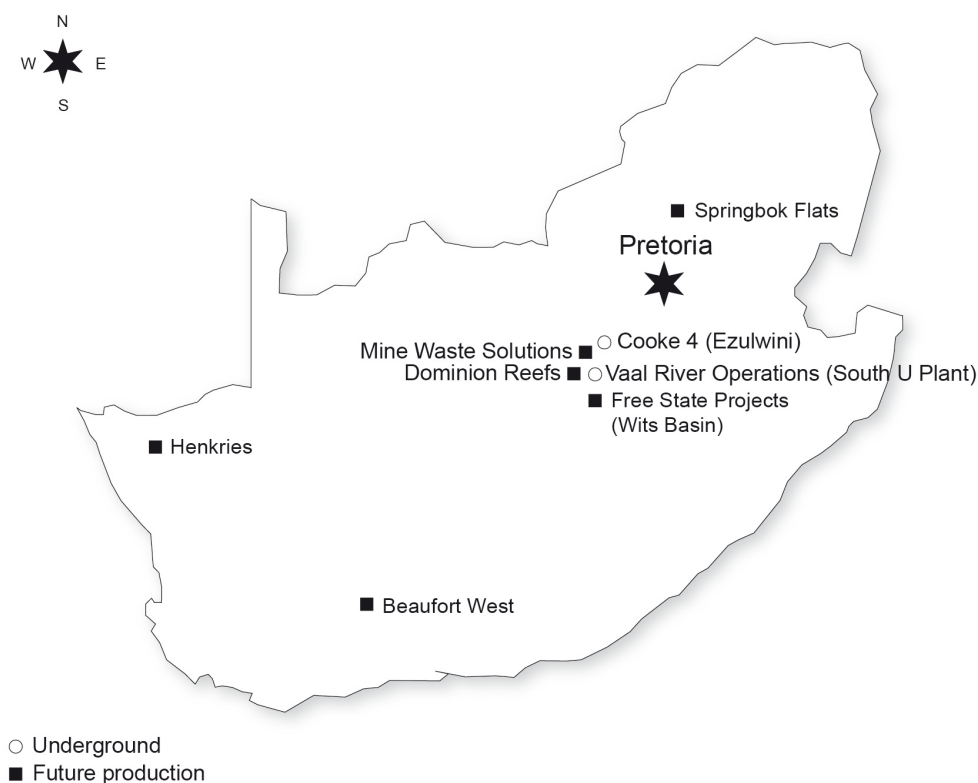 N
W E
S
Springbok Flats
Pretoria
Cooke 4 (Ezulwini)
Mine Waste Solutions
Dominion Reefs
Vaal River Operations (South U Plant)
Free State Projects
(Wits Basin)
Henkries
Beaufort West
Underground
Future production